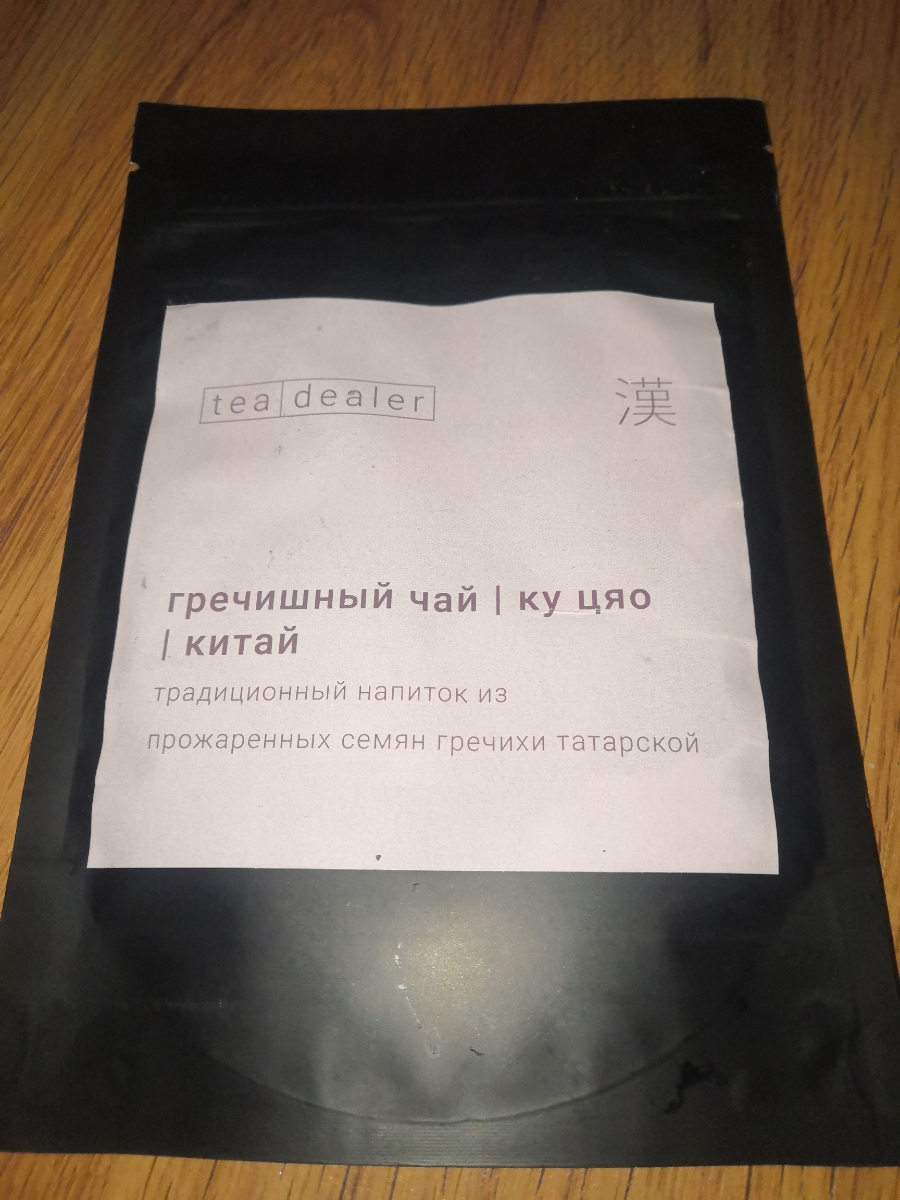 tea dealer
漢
гречишный чай | ку цяо
| китай
традиционный напиток из
прожаренных семян гречихи татарской